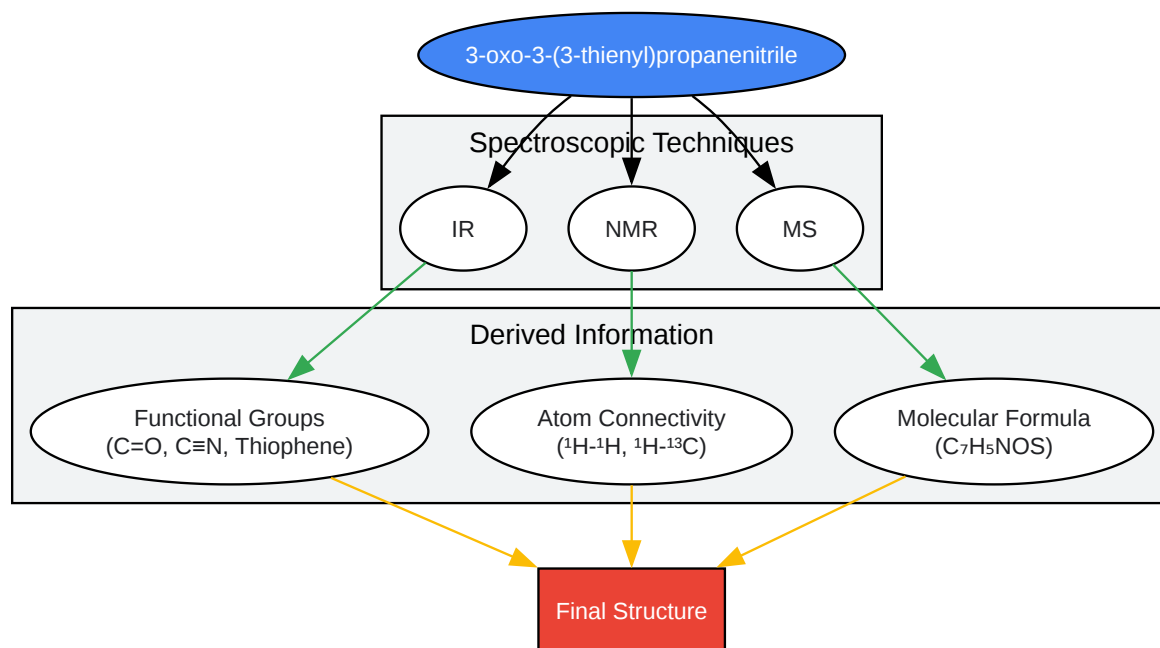 3-oxo-3-(3-thienyl)propanenitrile
Spectroscopic Techniques
IR
NMR
MS
Derived Information
Functional Groups
(C=O, C≡N, Thiophene)
Atom Connectivity
(¹H-¹H, ¹H-¹³C)
Molecular Formula
(C₇H₅NOS)
Final Structure